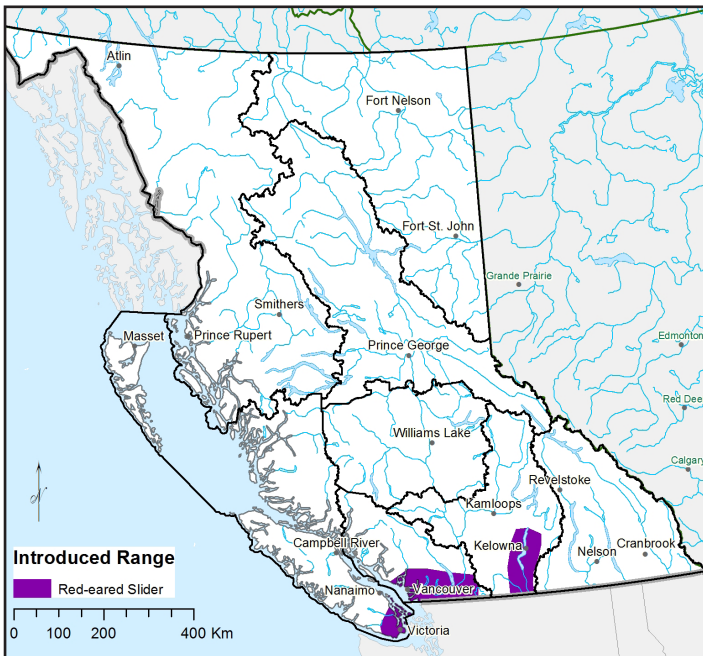 Atlin
Fort Nelson
Fort St. John
Grande Prairie
Smithers
Masset
Prince Rupert
Prince George
Edmonton
Red Dee
Williams Lake
Calgary
Revelstoke
Kamloops
Campbell River
Kelowna
Cranbrook
Nelson
Introduced Range
Red-eared Slider
Nanaimo
Vancouver
Victoria
0 100 200 400 Km
N